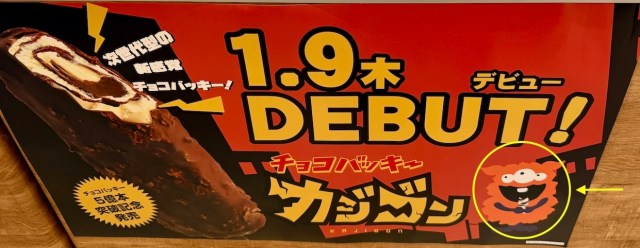 次世代型の
新感覚
チョコバッキー!
1.9木
デビュー
DEBUT!
チョコバッキー
カジゴン
KAJIGON
チョコバッキー
5億本
突破記念
発売